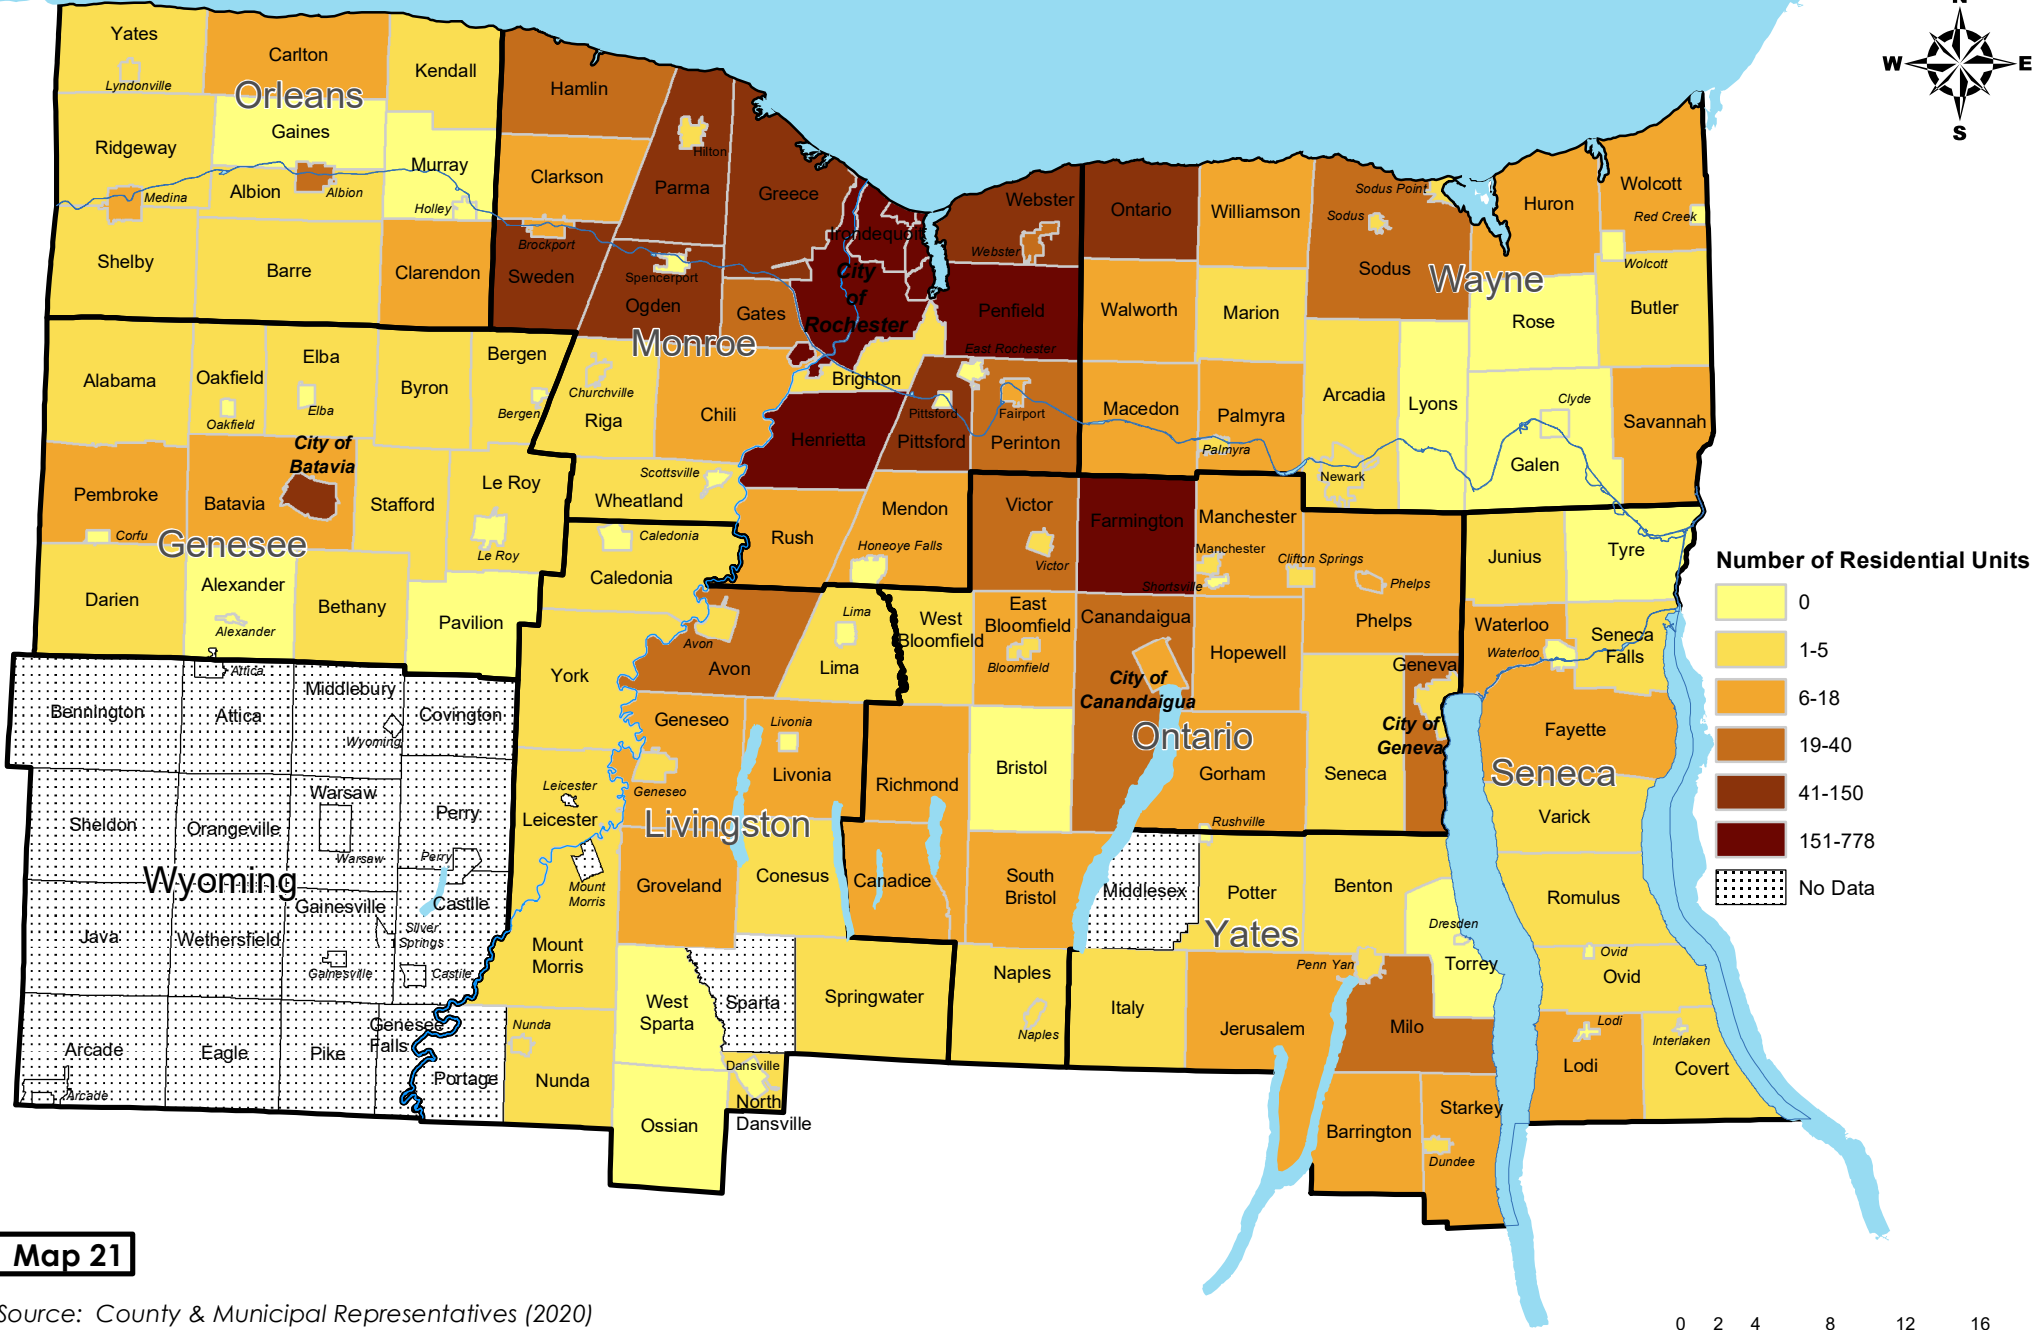 N
W
E
S
Yates
Lyndonville
Carlton
Kendall
Orleans
Gaines
Ridgeway
Murray
Albion
Albion
Medina
Holley
Shelby
Barre
Clarendon
Hamlin
Clarkson
Parma
Hilton
Greece
Irondequoit
Webster
Webster
Brockport
Sweden
Spencerport
Ogden
Gates
City
of
Rochester
Penfield
East Rochester
Monroe
Brighton
Churchville
Riga
Chili
Henrietta
Pittsford
Pittsford
Fairport
Perinton
Scottsville
Wheatland
Rush
Mendon
Honeoye Falls
Ontario
Williamson
Sodus Point
Sodus
Sodus
Huron
Wolcott
Red Creek
Wolcott
Wayne
Walworth
Marion
Rose
Butler
Macedon
Palmyra
Palmyra
Arcadia
Newark
Lyons
Clyde
Galen
Savannah
Alabama
Oakfield
Oakfield
Elba
Elba
Byron
Bergen
Bergen
City of
Batavia
Pembroke
Corfu
Batavia
Stafford
Le Roy
Le Roy
Genesee
Darien
Alexander
Alexander
Bethany
Pavilion
Caledonia
Caledonia
Avon
Avon
Lima
Lima
York
Geneseo
Geneseo
Livonia
Livonia
Leicester
Leicester
Livingston
Mount
Morris
Groveland
Conesus
Mount
Morris
West
Sparta
Sparta
Springwater
Nunda
Nunda
Portage
Ossian
Dansville
North
Dansville
Victor
Victor
Farmington
Manchester
Manchester
Shortsville
Clifton Springs
Phelps
Phelps
West
Bloomfield
East
Bloomfield
Bloomfield
Canandaigua
City of
Canandaigua
Hopewell
Geneva
City of
Geneva
Ontario
Bristol
Richmond
Gorham
Seneca
Rushville
Canadice
South
Bristol
Naples
Naples
Junius
Tyre
Waterloo
Waterloo
Seneca
Falls
Fayette
Seneca
Varick
Romulus
Ovid
Ovid
Lodi
Lodi
Interlaken
Covert
Middlesex
Potter
Benton
Yates
Dresden
Torrey
Penn Yan
Italy
Jerusalem
Milo
Barrington
Starkey
Dundee
Bennington
Attica
Attica
Middlebury
Wyoming
Covington
Sheldon
Orangeville
Warsaw
Warsaw
Perry
Perry
Wyoming
Java
Wethersfield
Gainesville
Gainesville
Silver
Springs
Castile
Castile
Arcade
Arcade
Eagle
Pike
Genesee
Falls
Number of Residential Units
0
1-5
6-18
19-40
41-150
151-778
No Data
Map 21
Source: County & Municipal Representatives (2020)
0 2 4 8 12 16